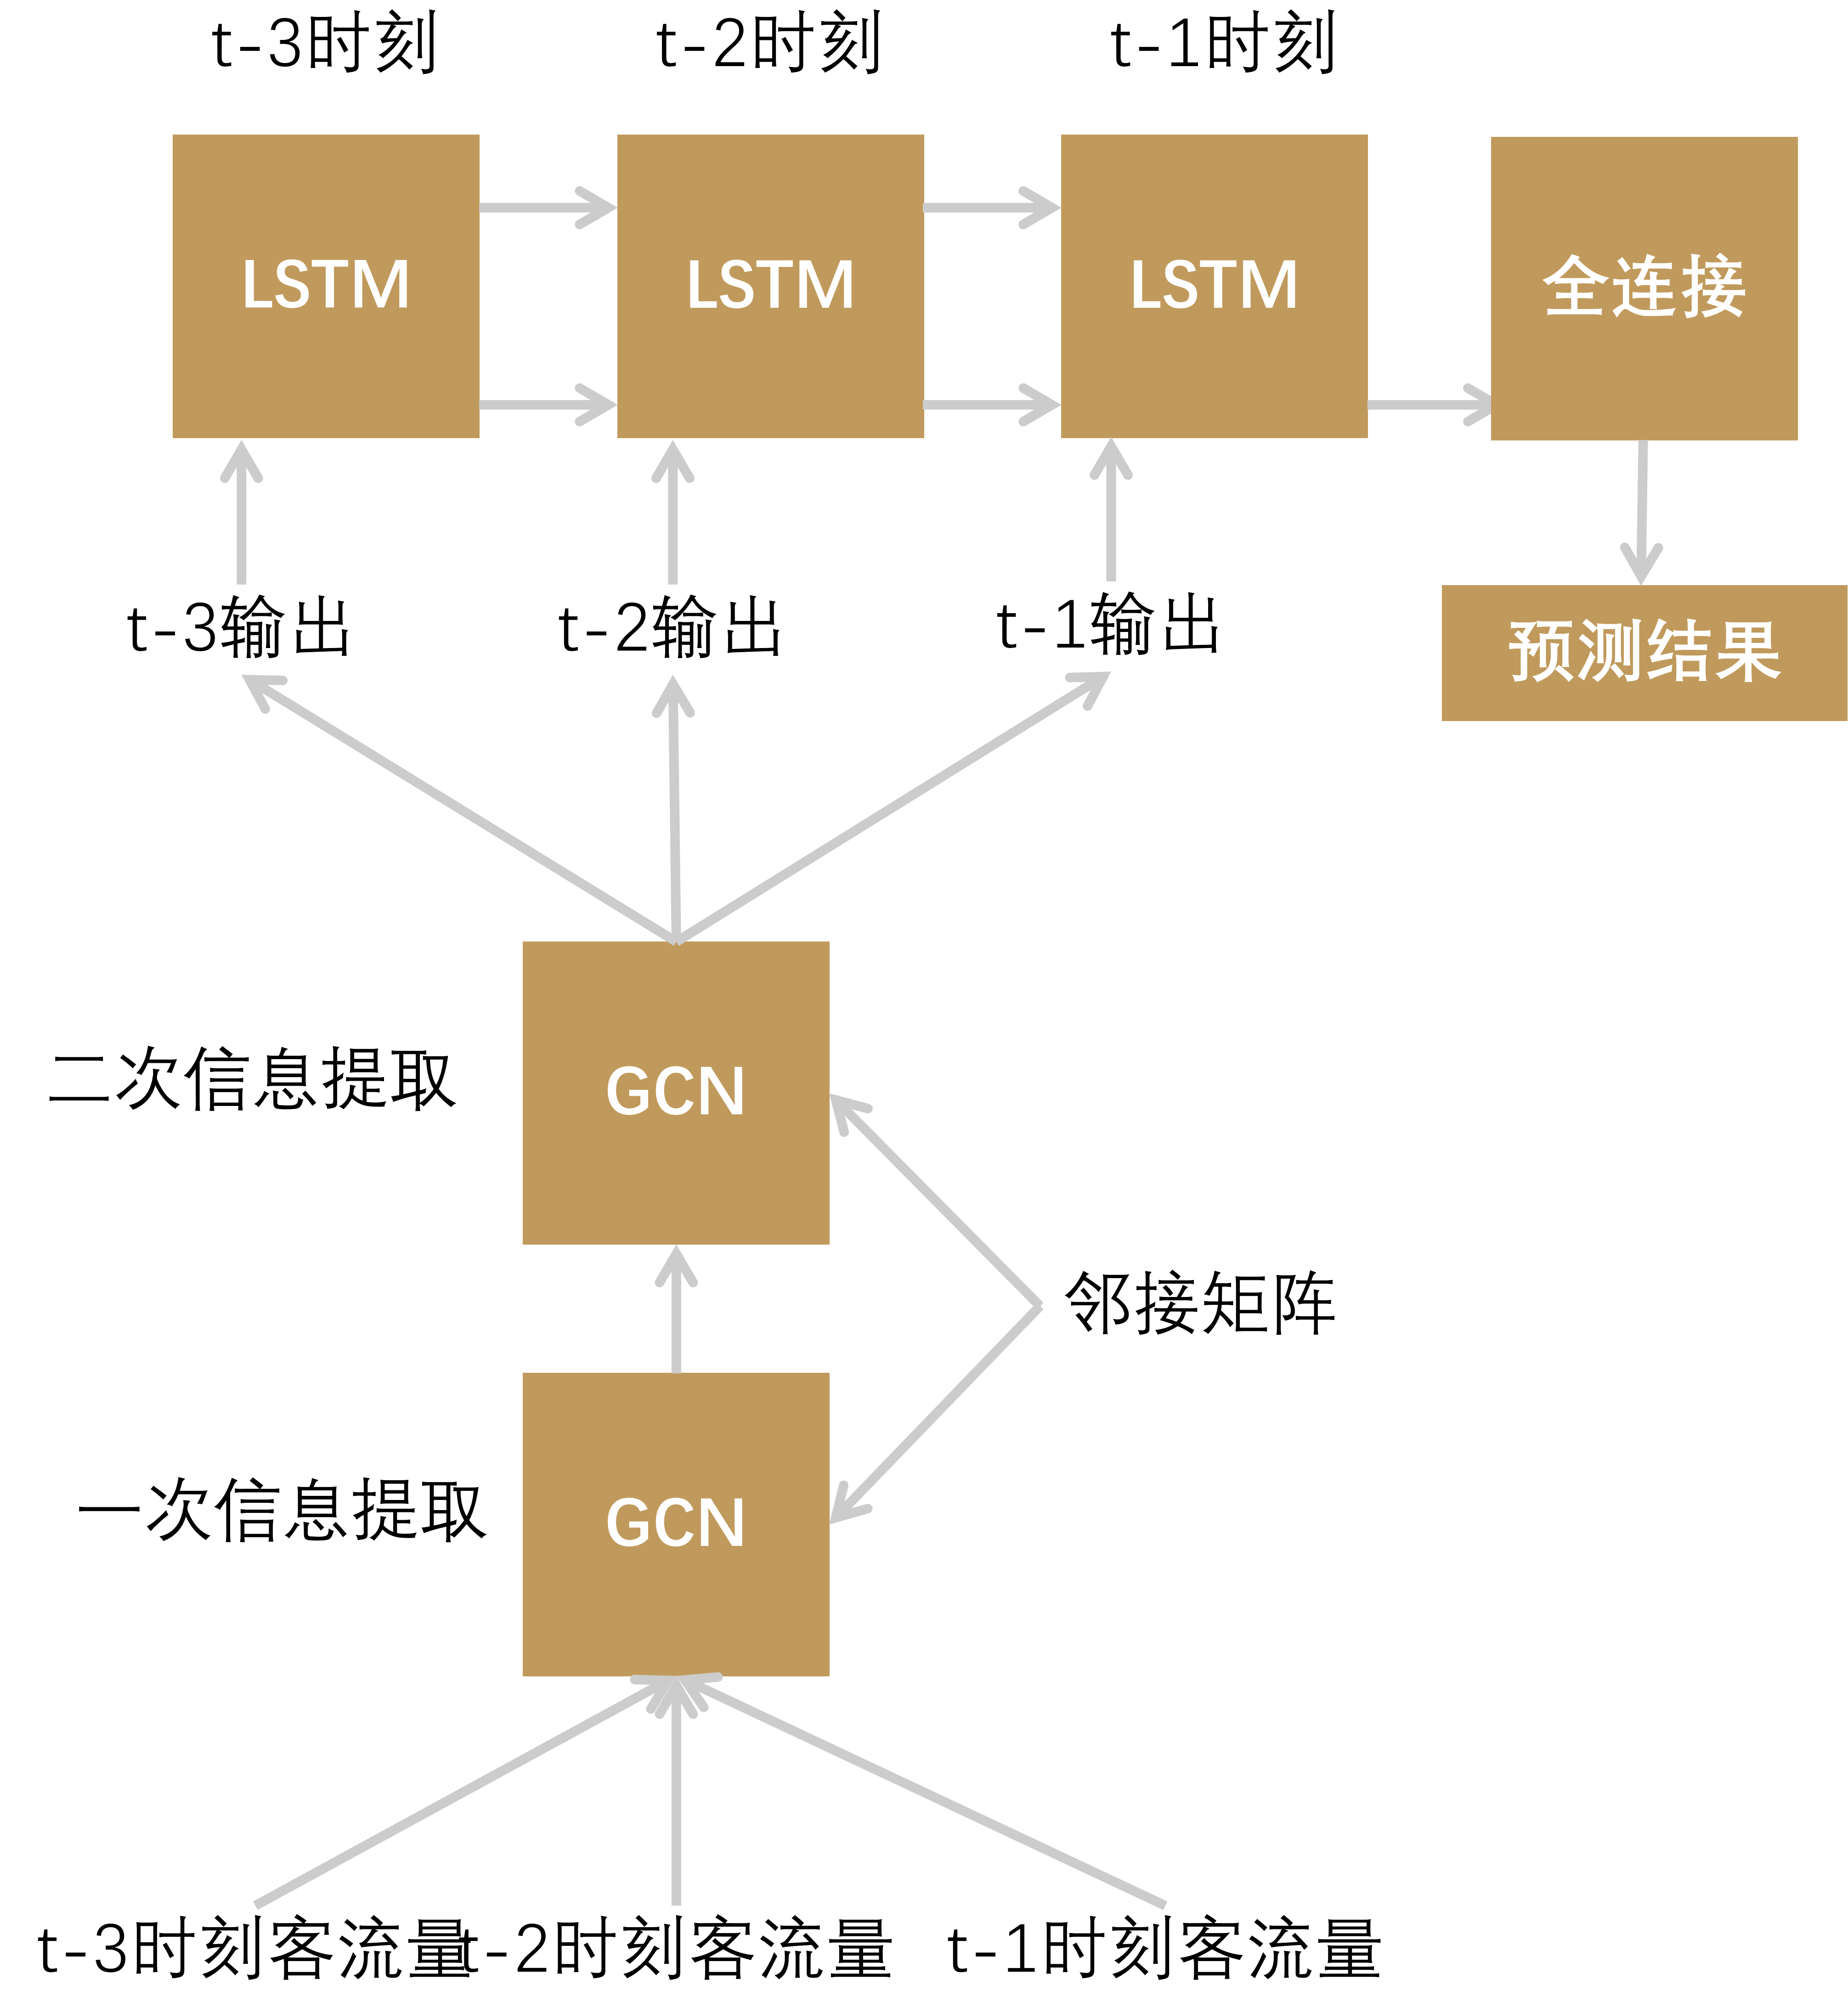 t-3时刻
t-2时刻
t-1时刻
LSTM
LSTM
LSTM
全连接
t-3输出
t-2输出
t-1输出
预测结果
二次信息提取
GCN
邻接矩阵
一次信息提取
GCN
t-3时刻客流量
t-2时刻客流量
t-1时刻客流量